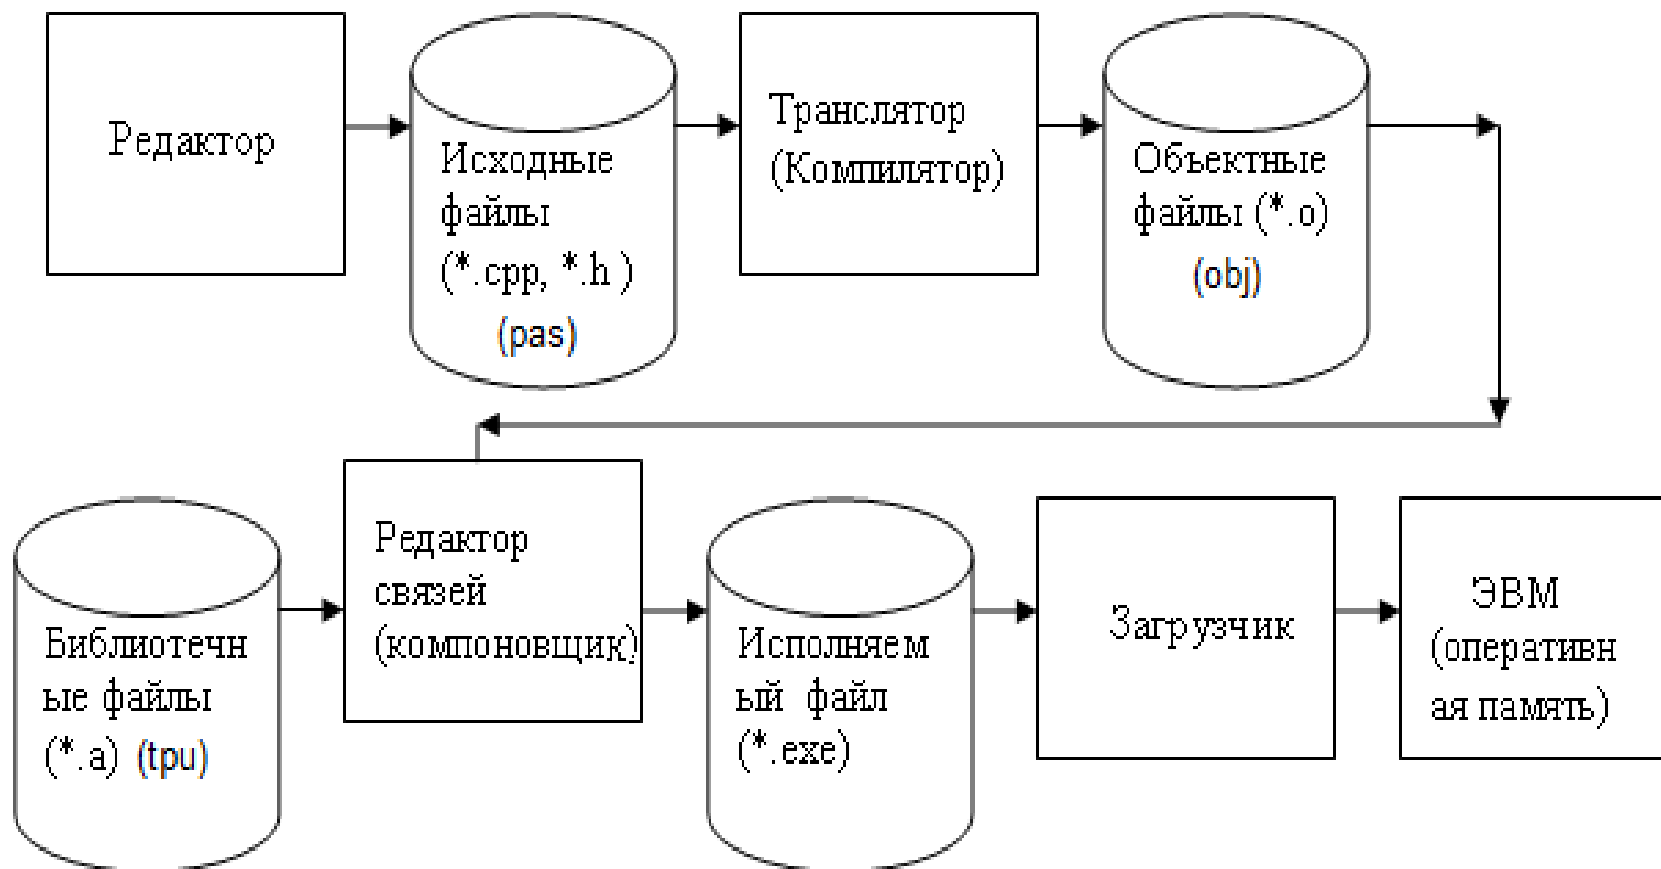 Редактор
Исходные
файлы
(*.cpp, *.h )
(pas)
Транслятор
(Компилятор)
Объектные
файлы (*.o)
(obj)
Библиотечн
ые файлы
(*.a) (tpu)
Редактор
связей
(компоновщик)
Исполняем
ый файл
(*.exe)
Загрузчик
ЭВМ
(оперативн
ая память)